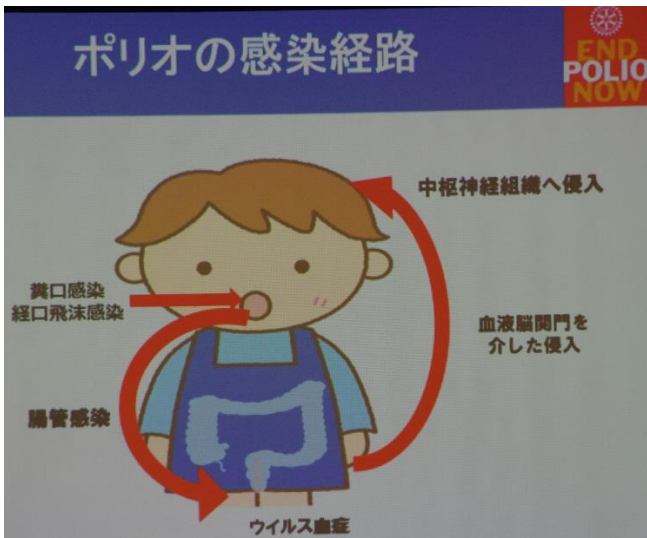 ポリオの感染経路
END
POLIO
NOW
中枢神経組織へ侵入
糞口感染
経口飛沫感染
血液脳関門を
介した侵入
腸管感染
ウイルス血症